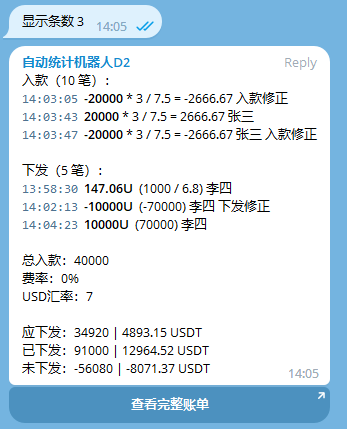 显示条数 3
14:05
自动统计机器人D2
Reply
入款（10 笔）：
14:03:05 -20000 * 3 / 7.5 = -2666.67 入款修正
14:03:43 20000 * 3 / 7.5 = 2666.67 张三
14:03:47 -20000 * 3 / 7.5 = -2666.67 张三 入款修正
下发（5 笔）：
13:58:30 147.06U (1000 / 6.8) 李四
14:02:13 -10000U (-70000) 李四 下发修正
14:04:23 10000U (70000) 李四
总入款：40000
费率：0%
USD汇率：7
应下发：34920 | 4893.15 USDT
已下发：91000 | 12964.52 USDT
未下发：-56080 | -8071.37 USDT
14:05
查看完整账单